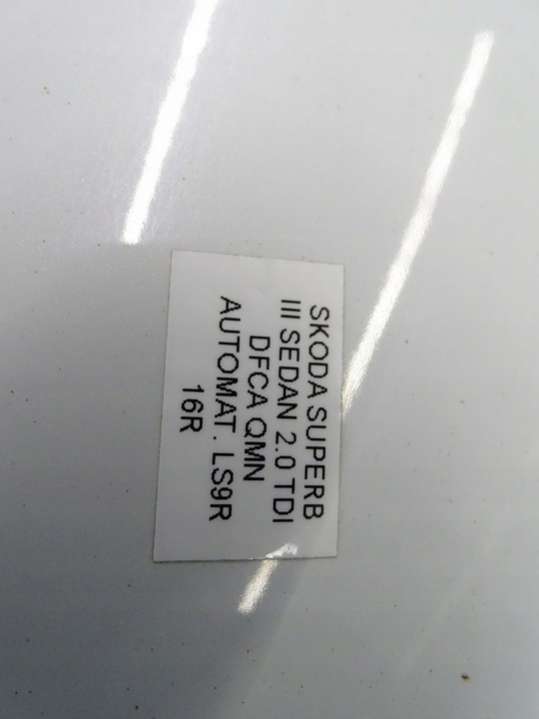 SKODA SUPERB
III SEDAN 2.0 TDI
DFCA QMN
AUTOMAT . LS9R
16R